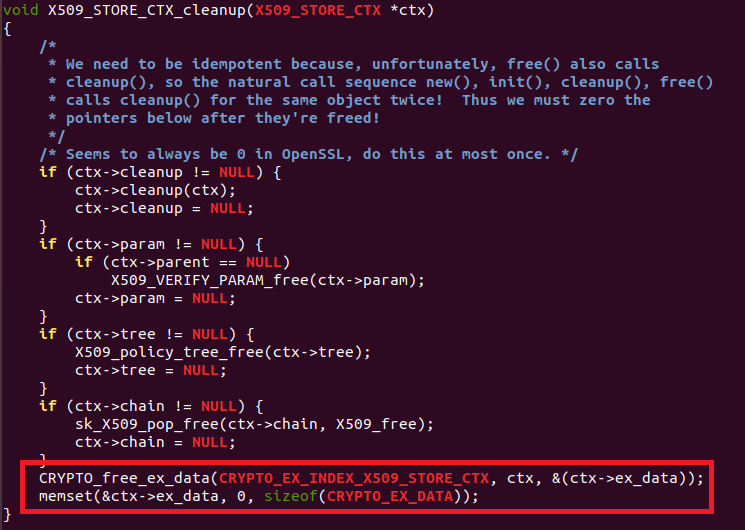 void X509_STORE_CTX_cleanup(X509_STORE_CTX *ctx)
{
    /*
     * We need to be idempotent because, unfortunately, free() also calls
     * cleanup(), so the natural call sequence new(), init(), cleanup(), free()
     * calls cleanup() for the same object twice!  Thus we must zero the
     * pointers below after they're freed!
     */
    /* Seems to always be 0 in OpenSSL, do this at most once. */
    if (ctx->cleanup != NULL) {
        ctx->cleanup(ctx);
        ctx->cleanup = NULL;
    }
    if (ctx->param != NULL) {
        if (ctx->parent == NULL)
            X509_VERIFY_PARAM_free(ctx->param);
        ctx->param = NULL;
    }
    if (ctx->tree != NULL) {
        X509_policy_tree_free(ctx->tree);
        ctx->tree = NULL;
    }
    if (ctx->chain != NULL) {
        sk_X509_pop_free(ctx->chain, X509_free);
        ctx->chain = NULL;
    }
    CRYPTO_free_ex_data(CRYPTO_EX_INDEX_X509_STORE_CTX, ctx, &(ctx->ex_data));
    memset(&ctx->ex_data, 0, sizeof(CRYPTO_EX_DATA));
}